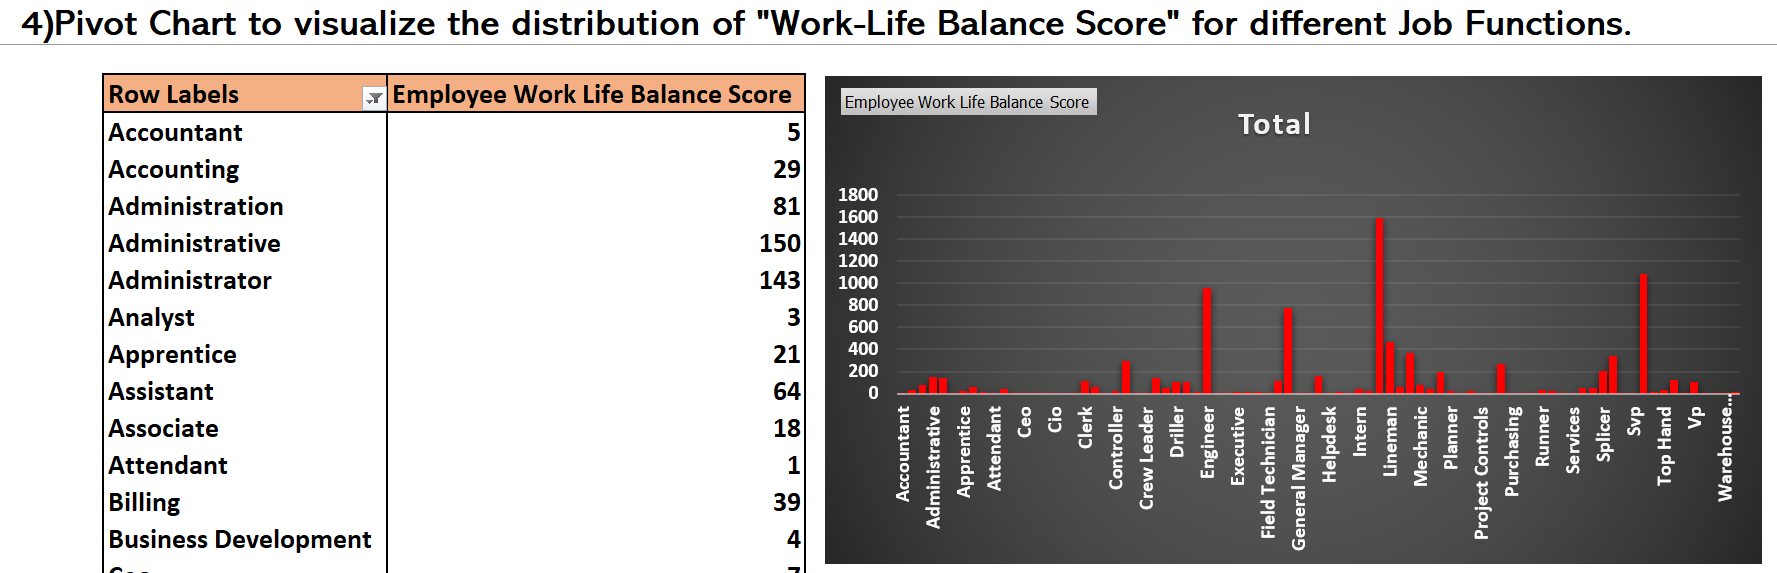 4)Pivot Chart to visualize the distribution of "Work-Life Balance Score" for different Job Functions.
Row Labels Employee Work Life Balance Score
Accountant 5
Accounting 29
Administration 81
Administrative 150
Administrator 143
Analyst 3
Apprentice 21
Assistant 64
Associate 18
Attendant 1
Billing 39
Business Development 4
Employee Work Life Balance Score
Total
1800
1600
1400
1200
1000
800
600
400
200
0
Accountant
Administrative
Apprentice
Attendant
Ceo
Cio
Clerk
Controller
Crew Leader
Driller
Engineer
Executive
Field Technician
General Manager
Helpdesk
Intern
Lineman
Mechanic
Planner
Project Controls
Purchasing
Runner
Services
Splicer
Svp
Top Hand
Vp
Warehouse...